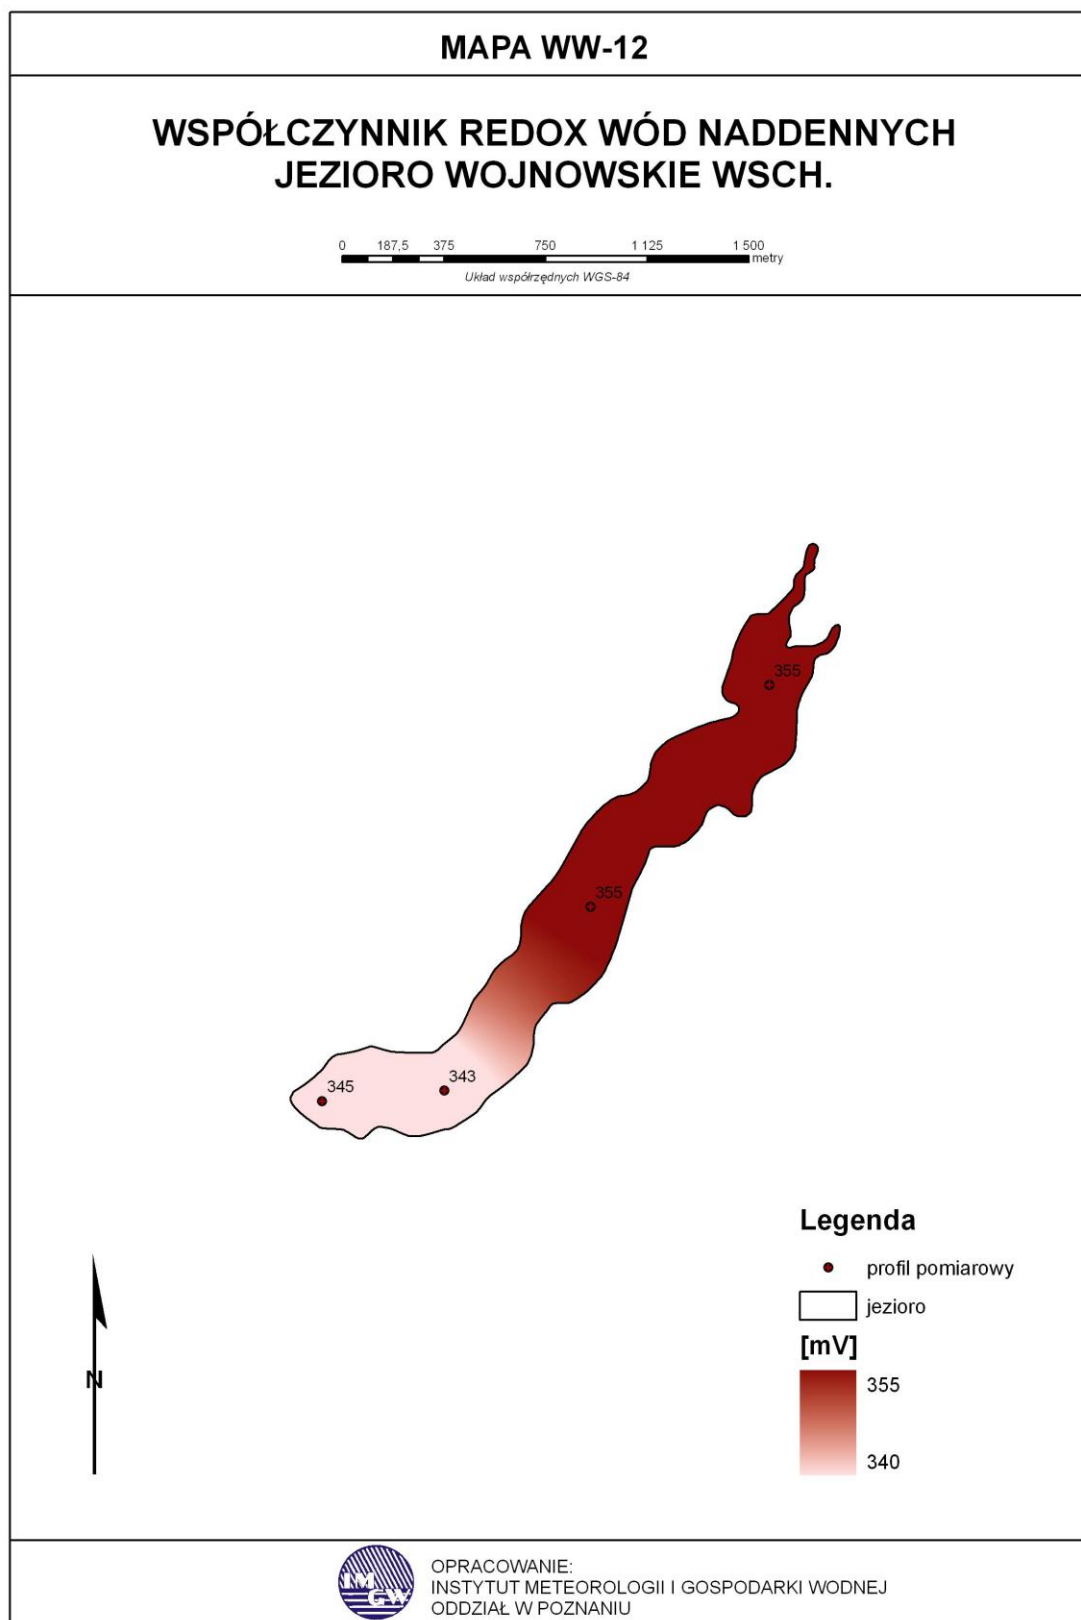 MAPA WW-12
WSPÓŁCZYNNIK REDOX WÓD NADDENNYCH
JEZIORO WOJNOWSKIE WSCH.
0 187,5 375 750 1 125 1 500
metry
Układ współrzędnych WGS-84
355
355
343
345
Legenda
profil pomiarowy
jezioro
[mV]
355
340
N
IM
GW
OPRACOWANIE:
INSTYTUT METEOROLOGII I GOSPODARKI WODNEJ
ODDZIAŁ W POZNANIU